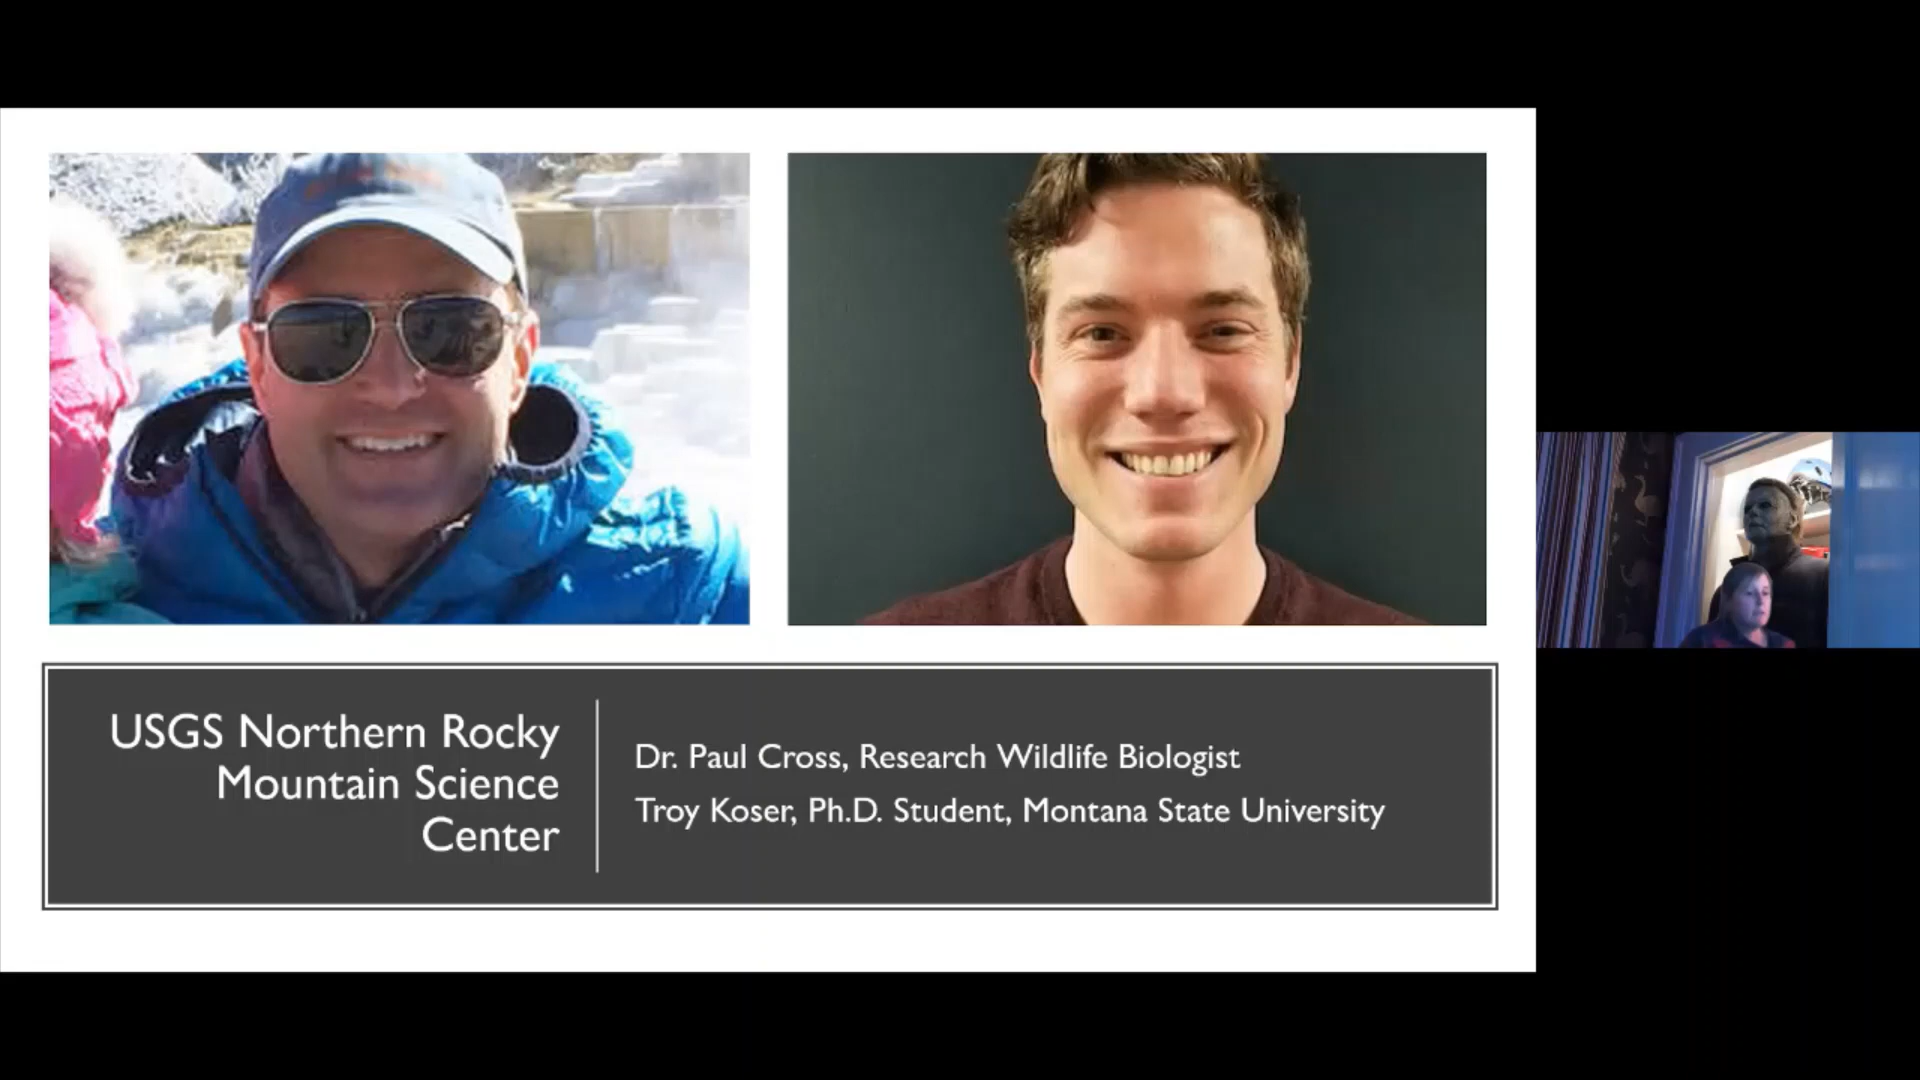 USGS Northern Rocky
Mountain Science
Center
Dr. Paul Cross, Research Wildlife Biologist
Troy Koser, Ph.D. Student, Montana State University